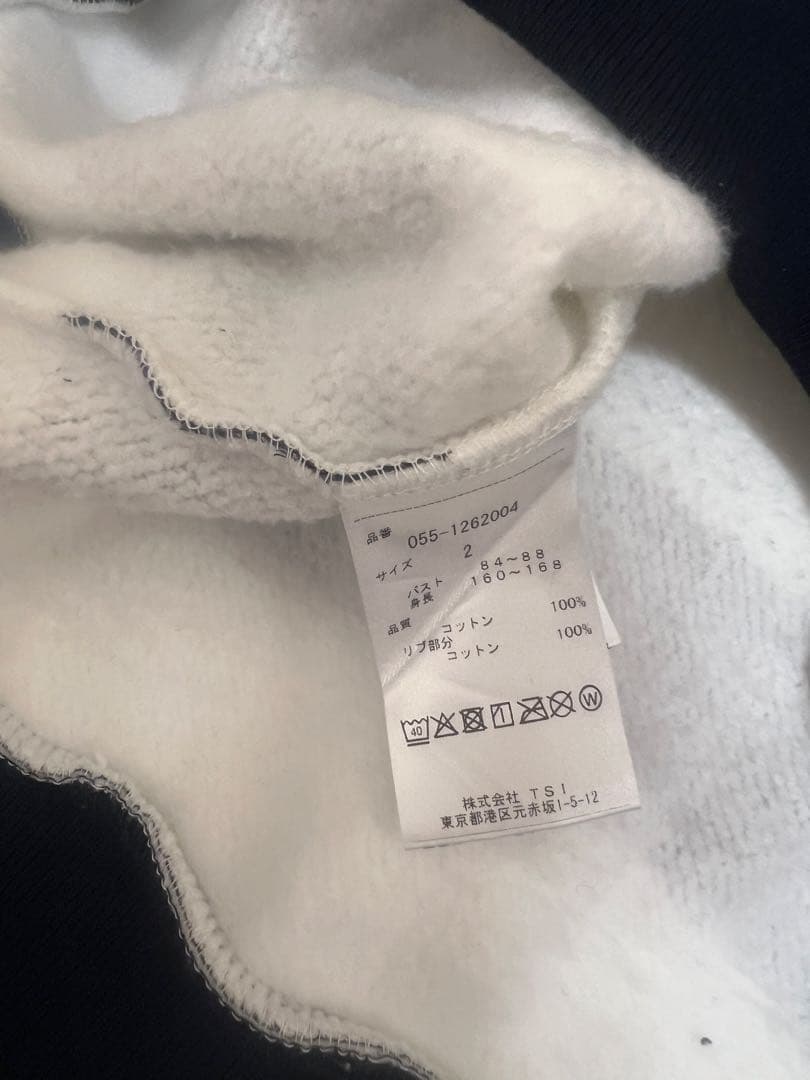 品番 055-1262004
サイズ 2
バスト 84～88
身長 160～168
品質 コットン 100%
リブ部分
コットン 100%
40 W
株式会社 TSI
東京都港区元赤坂1-5-12